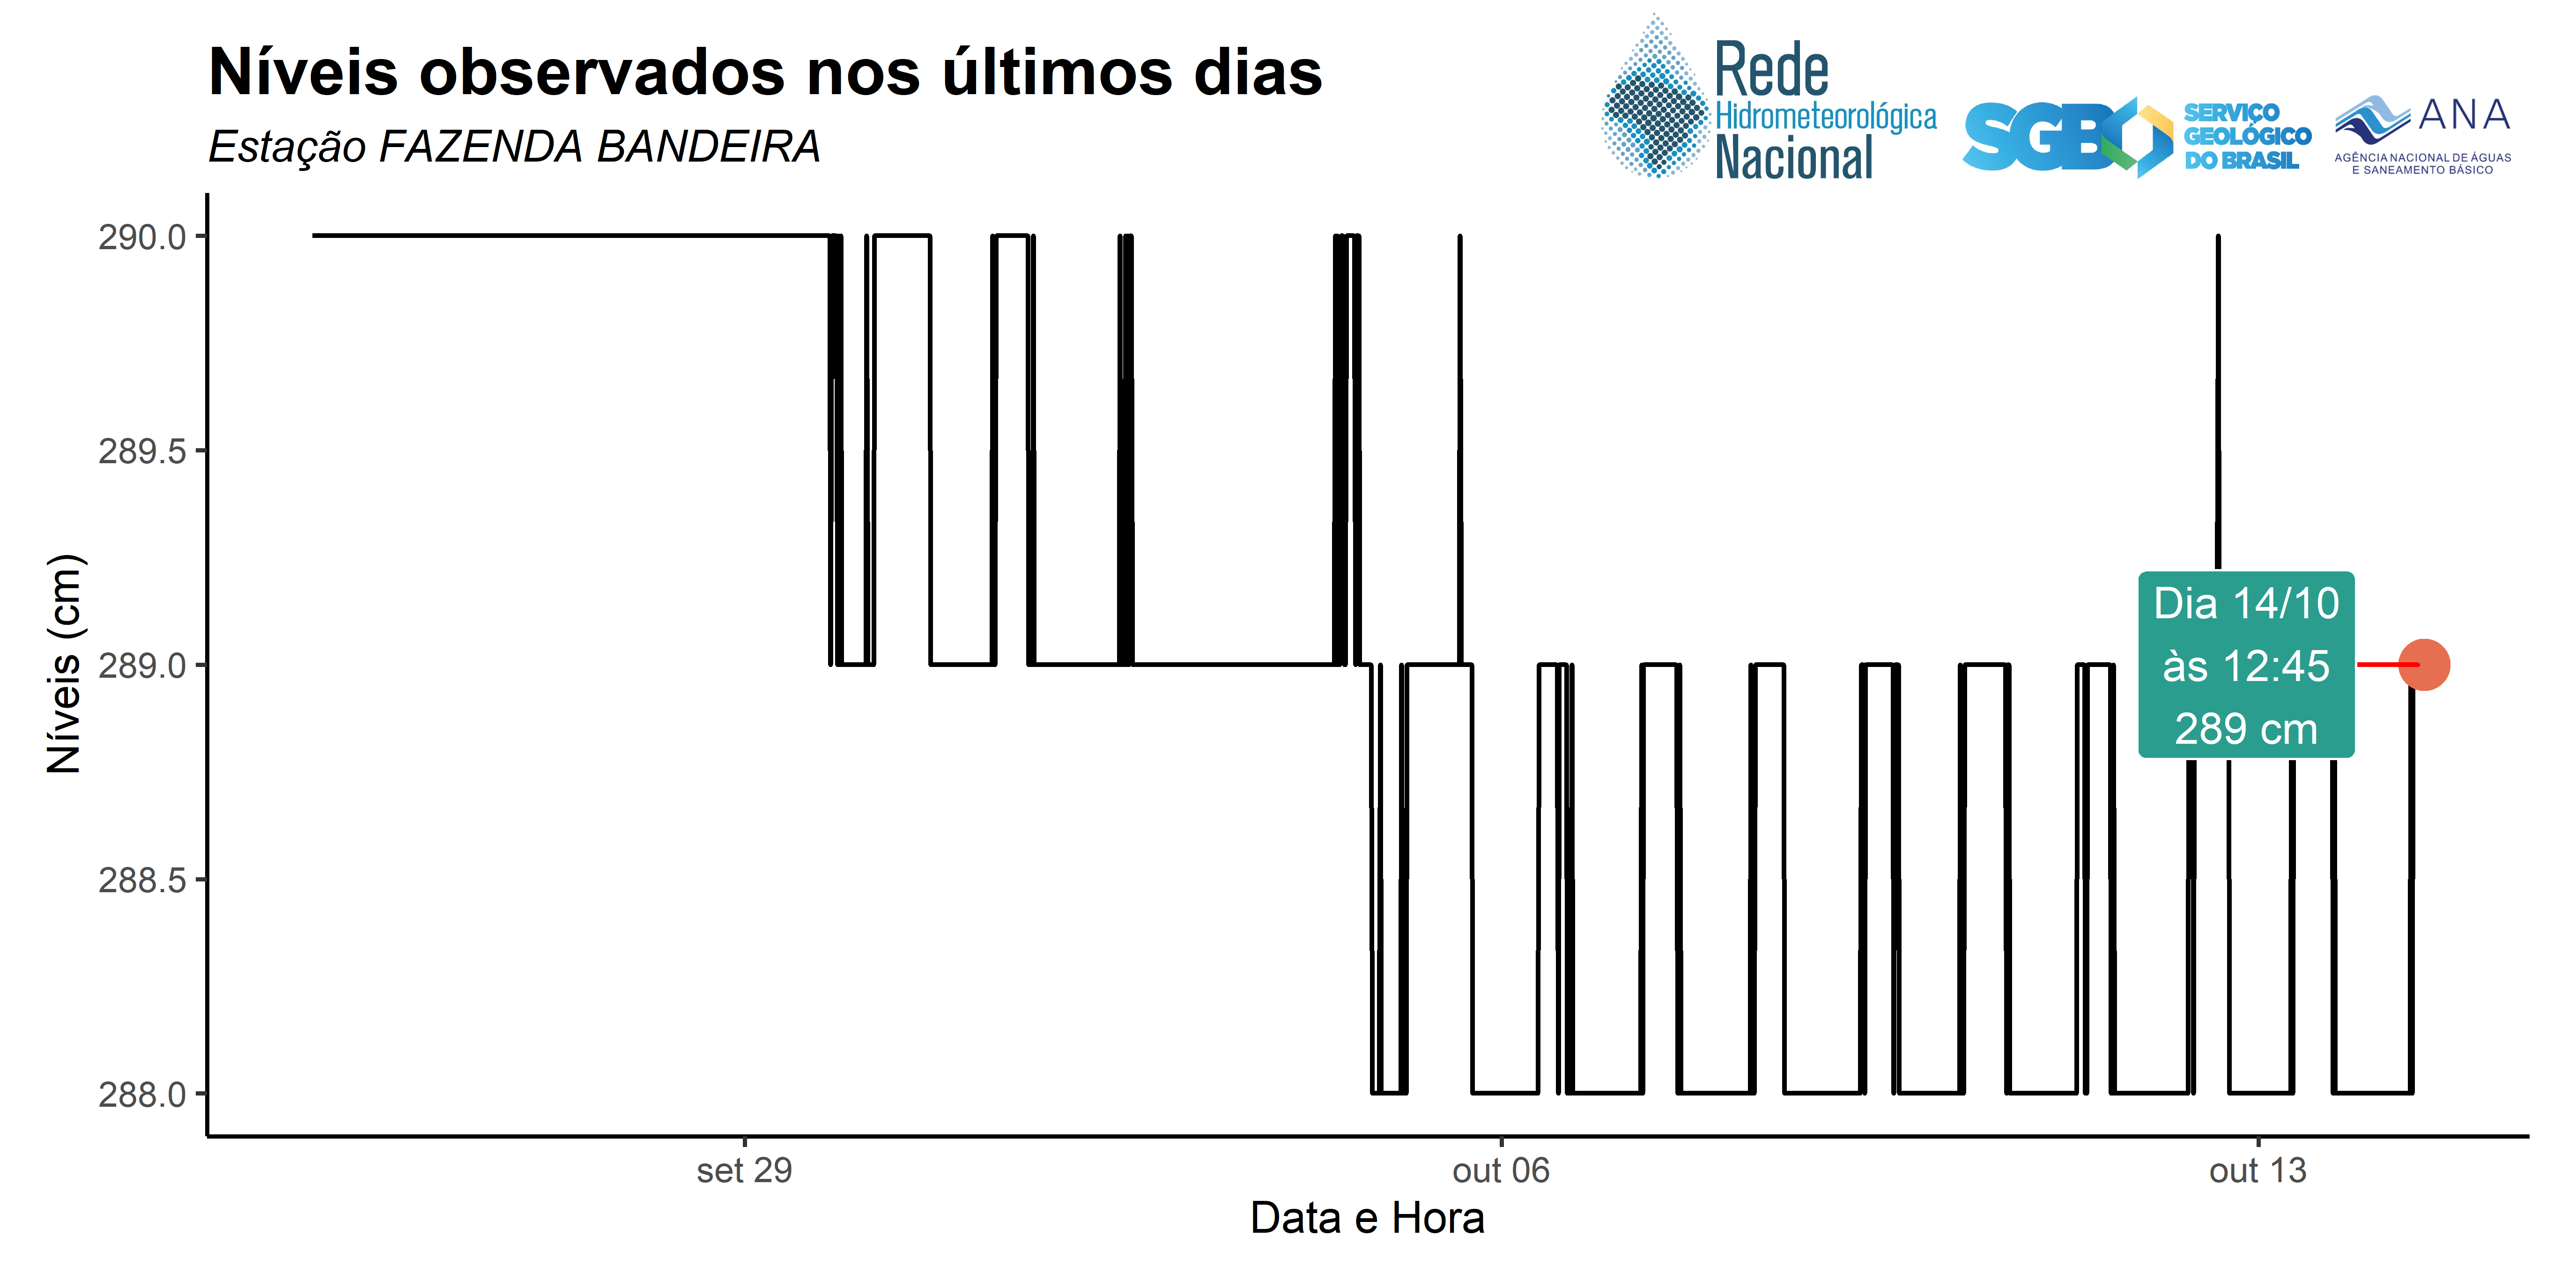 Níveis observados nos últimos dias
Estação FAZENDA BANDEIRA
Rede
Hidrometeorológica
Nacional
SGB
SERVIÇO
GEOLÓGICO
DO BRASIL
ANA
AGÊNCIA NACIONAL DE ÁGUAS
E SANEAMENTO BÁSICO
Níveis (cm)
290.0
289.5
289.0
288.5
288.0
Dia 14/10
às 12:45
289 cm
set 29
out 06
out 13
Data e Hora